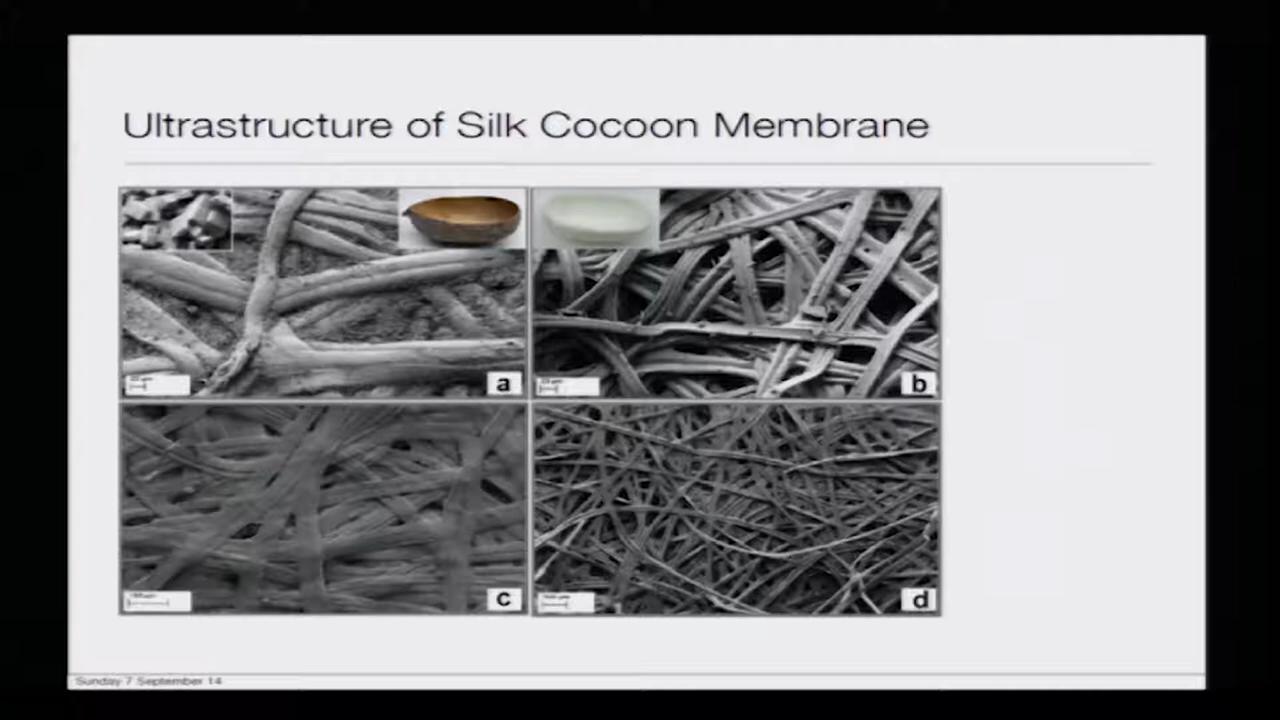 Ultrastructure of Silk Cocoon Membrane
a
b
c
d
Sunday 7 September 14